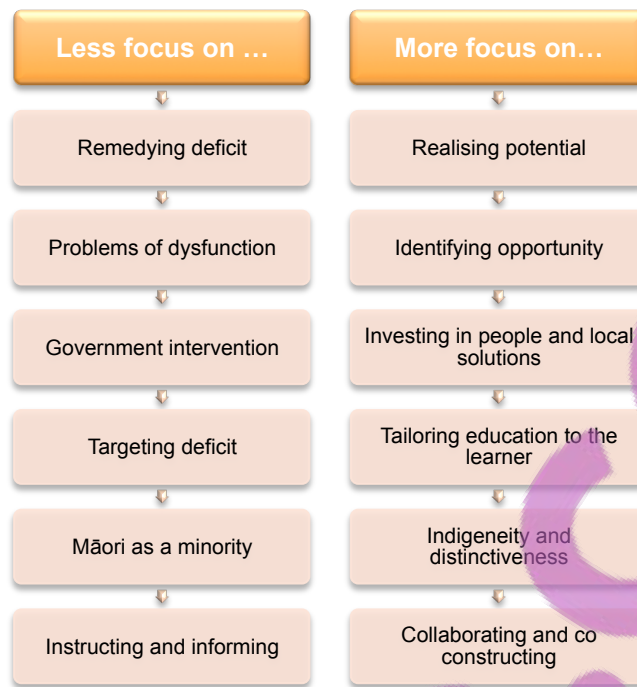 Less focus on …
Remedying deficit
Problems of dysfunction
Government intervention
Targeting deficit
Māori as a minority
Instructing and informing
More focus on…
Realising potential
Identifying opportunity
Investing in people and local
solutions
Tailoring education to the
learner
Indigeneity and
distinctiveness
Collaborating and co
constructing